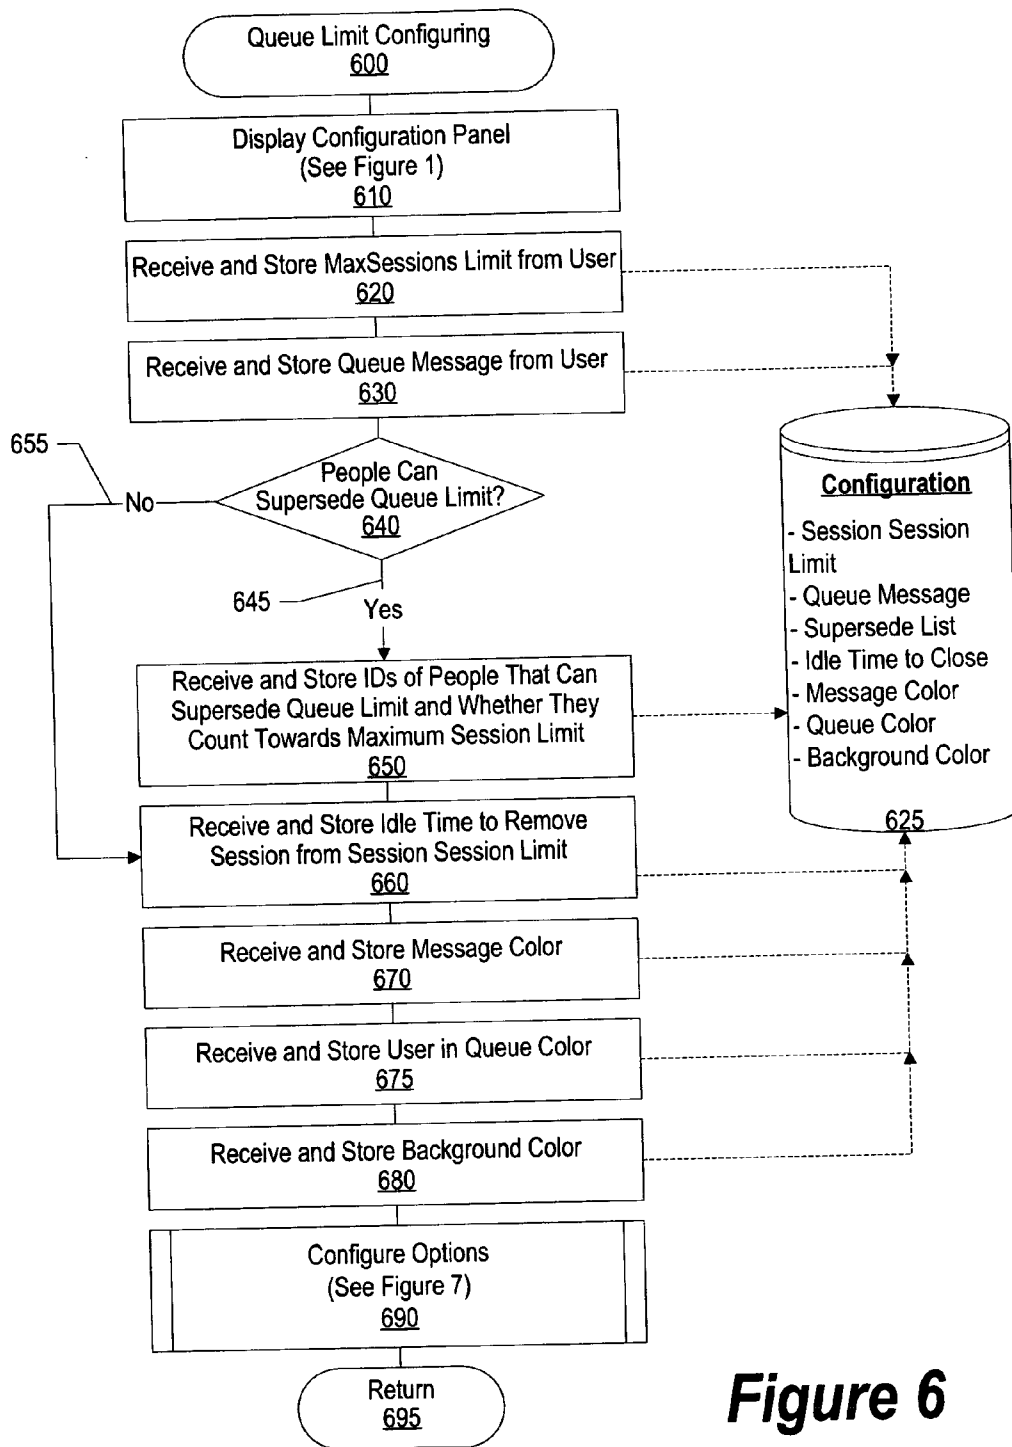 Queue Limit Configuring
600
Display Configuration Panel
(See Figure 1)
610
Receive and Store MaxSessions Limit from User
620
Receive and Store Queue Message from User
630
655
No
People Can
Supersede Queue Limit?
640
645
Yes
Receive and Store IDs of People That Can
Supersede Queue Limit and Whether They
Count Towards Maximum Session Limit
650
Receive and Store Idle Time to Remove
Session from Session Session Limit
660
Receive and Store Message Color
670
Receive and Store User in Queue Color
675
Receive and Store Background Color
680
Configure Options
(See Figure 7)
690
Return
695
Configuration
- Session Session
Limit
- Queue Message
- Supersede List
- Idle Time to Close
- Message Color
- Queue Color
- Background Color
625
Figure 6